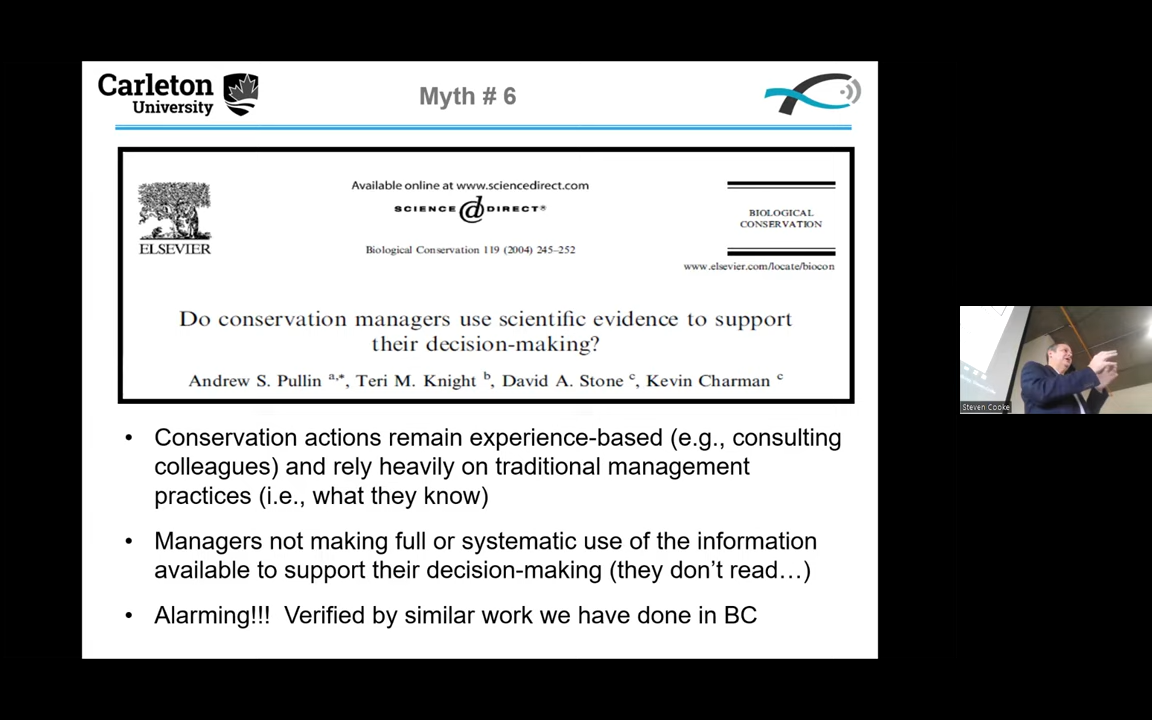 Carleton
University
Myth # 6
Available online at www.sciencedirect.com
SCIENCE @ DIRECT®
ELSEVIER
Biological Conservation 119 (2004) 245–252
BIOLOGICAL
CONSERVATION
www.elsevier.com/locate/biocon
Do conservation managers use scientific evidence to support
their decision-making?
Andrew S. Pullin a,*, Teri M. Knight b, David A. Stone c, Kevin Charman c
• Conservation actions remain experience-based (e.g., consulting
colleagues) and rely heavily on traditional management
practices (i.e., what they know)
• Managers not making full or systematic use of the information
available to support their decision-making (they don’t read…)
• Alarming!!! Verified by similar work we have done in BC
Steven Cooke